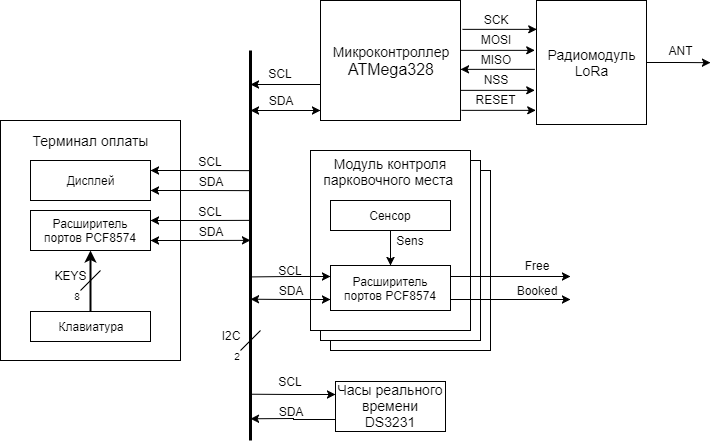 Микроконтроллер
ATMega328
SCK
MOSI
MISO
NSS
RESET
Радиомодуль
LoRa
ANT
SCL
SDA
Терминал оплаты
Дисплей
SCL
SDA
Расширитель
портов PCF8574
SCL
SDA
KEYS
8
Клавиатура
Модуль контроля
парковочного места
Сенсор
Sens
SCL
SDA
Расширитель
портов PCF8574
Free
Booked
I2C
2
SCL
SDA
Часы реального
времени
DS3231